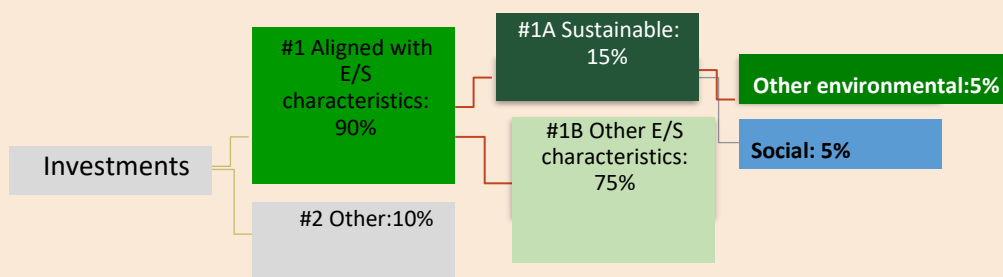 Investments
#1 Aligned with
E/S
characteristics:
90%
#2 Other:10%
#1A Sustainable:
15%
#1B Other E/S
characteristics:
75%
Other environmental:5%
Social: 5%